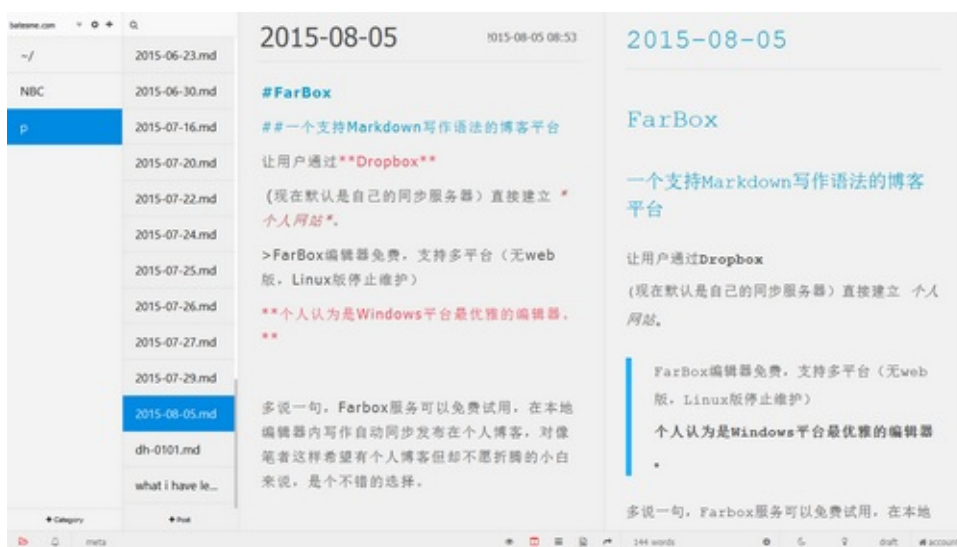 batesme.com
~/
NBC
p
+ Category
2015-06-23.md
2015-06-30.md
2015-07-16.md
2015-07-20.md
2015-07-22.md
2015-07-24.md
2015-07-25.md
2015-07-26.md
2015-07-27.md
2015-07-29.md
2015-08-05.md
dh-0101.md
what i have le...
+ Post
2015-08-05
!015-08-05 08:53
#FarBox
##一个支持Markdown写作语法的博客平台
让用户通过**Dropbox**
(现在默认是自己的同步服务器）直接建立 *
个人网站*.
>FarBox编辑器免费，支持多平台（无web
版，Linux版停止维护）
**个人认为是Windows平台最优雅的编辑器.
**
多说一句，Farbox服务可以免费试用，在本地
编辑器内写作自动同步发布在个人博客，对像
笔者这样希望有个人博客但却不愿折腾的小白
来说，是个不错的选择。
2015-08-05
FarBox
一个支持Markdown写作语法的博客
平台
让用户通过Dropbox
(现在默认是自己的同步服务器）直接建立 个人
网站.
FarBox编辑器免费，支持多平台（无web
版，Linux版停止维护）
个人认为是Windows平台最优雅的编辑器
.
多说一句，Farbox服务可以免费试用，在本地
meta
144 words
draft
account